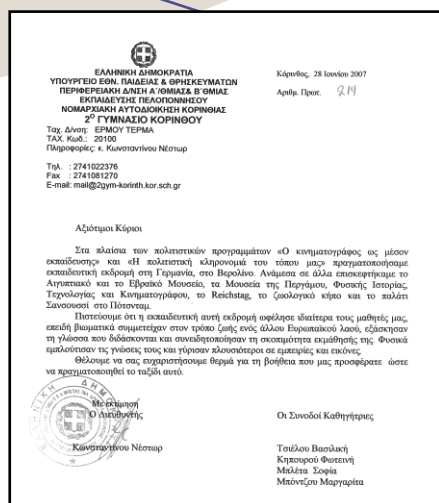 ΕΛΛΗΝΙΚΗ ΔΗΜΟΚΡΑΤΙΑ
ΥΠΟΥΡΓΕΙΟ ΕΘΝ. ΠΑΙΔΕΙΑΣ & ΘΡΗΣΚΕΥΜΑΤΩΝ
ΠΕΡΙΦΕΡΕΙΑΚΗ Δ/ΝΣΗ Α΄/ΘΜΙΑΣ& Β΄ΘΜΙΑΣ
ΕΚΠΑΙΔΕΥΣΗΣ ΠΕΛΟΠΟΝΝΗΣΟΥ
ΝΟΜΑΡΧΙΑΚΗ ΑΥΤΟΔΙΟΙΚΗΣΗ ΚΟΡΙΝΘΙΑΣ
2Ο ΓΥΜΝΑΣΙΟ ΚΟΡΙΝΘΟΥ
Ταχ. Δ/νση: ΕΡΜΟΥ ΤΕΡΜΑ
ΤΑΧ. Κωδ.: 20100
Πληροφορίες: κ. Κωνσταντίνου Νέστωρ
Τηλ. : 2741022376
Fax : 2741081270
E-mail: mail@2gym-korinth.kor.sch.gr
Κόρινθος, 28 Ιουνίου 2007
Αριθμ. Πρωτ. 214
Αξιότιμοι Κύριοι
Στα πλαίσια των πολιτιστικών προγραμμάτων «Ο κινηματογράφος ως μέσον
εκπαίδευσης» και «Η πολιτιστική κληρονομιά του τόπου μας» πραγματοποιήσαμε
εκπαιδευτική εκδρομή στη Γερμανία, στο Βερολίνο. Ανάμεσα σε άλλα επισκεφτήκαμε το
Αιγυπτιακό και το Εβραϊκό Μουσείο, τα Μουσεία της Περγάμου, Φυσικής Ιστορίας,
Τεχνολογίας και Κινηματογράφου, το Reichstag, το ζωολογικό κήπο και το παλάτι
Σανσουσσί στο Πότσνταμ.
Πιστεύουμε ότι η εκπαιδευτική αυτή εκδρομή ωφέλησε ιδιαίτερα τους μαθητές μας,
επειδή βιωματικά συμμετείχαν στον τρόπο ζωής ενός άλλου Ευρωπαϊκού λαού, εξάσκησαν
τη γλώσσα που διδάσκονται και συνειδητοποίησαν τη σκοπιμότητα εκμάθησής της. Φυσικά
εμπλούτισαν τις γνώσεις τους και γύρισαν πλουσιότεροι σε εμπειρίες και εικόνες.
Θέλουμε να σας ευχαριστήσουμε θερμά για τη βοήθεια που μας προσφέρατε ώστε
να πραγματοποιηθεί το ταξίδι αυτό.
Με εκτίμηση
Ο Διευθυντής
Κωνσταντίνου Νέστωρ
Οι Συνοδοί Καθηγήτριες
Τσιέλου Βασιλική
Κηπουρού Φωτεινή
Μπλέτα Σοφία
Μπόντζου Μαργαρίτα